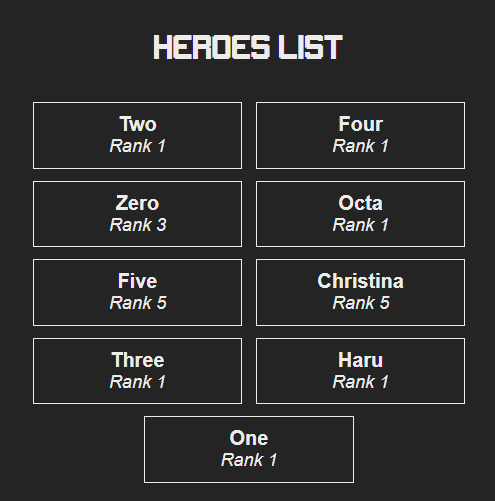 HEROES LIST
Two
Rank 1
Four
Rank 1
Zero
Rank 3
Octa
Rank 1
Five
Rank 5
Christina
Rank 5
Three
Rank 1
Haru
Rank 1
One
Rank 1